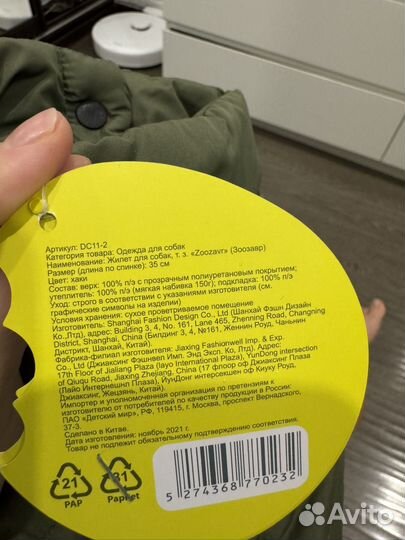 Артикул: DC11-2
Категория товара: Одежда для собак
Наименование: Жилет для собак, т. з. «Zoozavr» (Зоозавр)
Размер (длина по спинке): 35 см
Цвет: хаки
Состав: верх: 100% п/э с прозрачным полиуретановым покрытием;
утеплитель: 100% п/э (мягкая набивка 150г); подкладка: 100% п/э
Уход: строго в соответствии с указаниями изготовителя (см.
графические символы на изделии)
Условия хранения: сухое проветриваемое помещение
Изготовитель: Shanghai Fashion Design Co., Ltd (Шанхай Фэшн Дизайн
Ко.,Лтд), адрес: Building 3, 4, No. 161, Lane 465, Zhenning Road, Changning
District, Shanghai, China (Билдинг 3, 4, №161, Женнин Роуд, Чаньнин
Дистрикт, Шанхай, Китай).
Фабрика-филиал изготовителя: Jiaxing Fashionwell Imp. & Exp.
Co, Ltd (Джиаксинг Фэшнвелл Имп. Энд Эксп. Ко, Лтд). Адрес:
17th Floor of Jialiang Plaza (layo International Plaza), YunDong intersection
of Qiuqu Road, Jiaxing Zhejiang, China (17 флоор оф Джиаксинг Плаза
(Лайо Интернешнл Плаза), ИунДонг интерсекшен оф Киуку Роуд,
Джиаксинг, Жецзянь, Китай).
Импортер и уполномоченная организация по претензиям к
изготовителю от потребителей по качеству продукции в России:
ПАО «Детский мир», РФ, 119415, г. Москва, проспект Вернадского,
37-3.
Сделано в Китае.
Дата изготовления: ноябрь 2021 г.
Товар не подлежит обязательному подтверждению соответствия.
21
PAP
81
PapPet
5 274368 770232
Avito